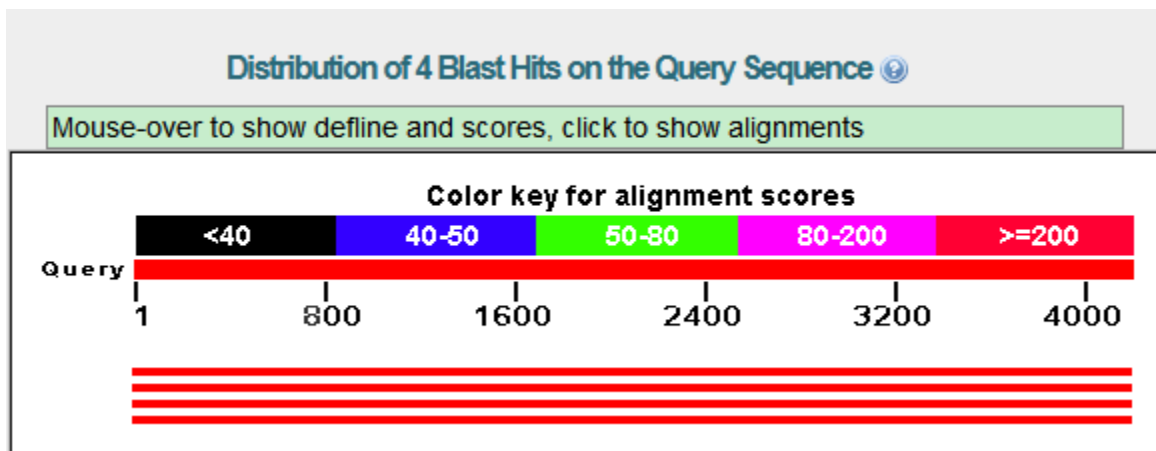 Distribution of 4 Blast Hits on the Query Sequence
Mouse-over to show defline and scores, click to show alignments
Color key for alignment scores
<40 40-50 50-80 80-200 >=200
Query
1 800 1600 2400 3200 4000